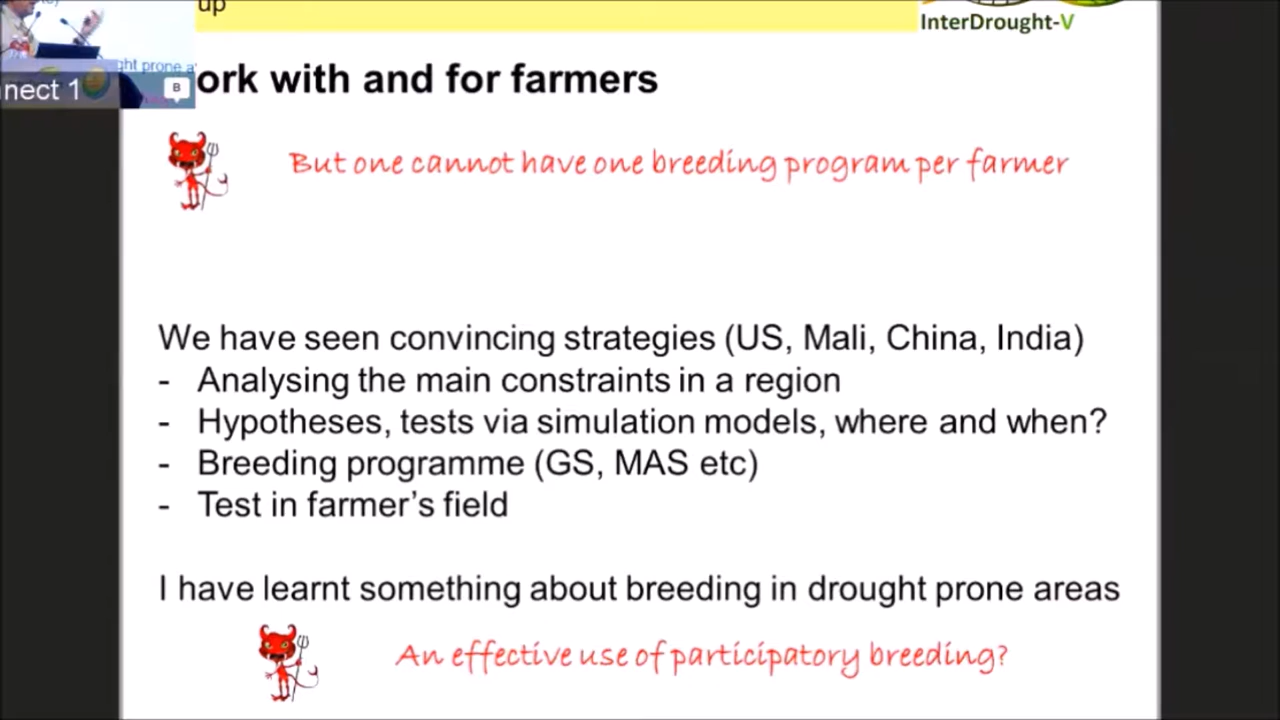 up
InterDrought-V
ork with and for farmers
ght prone a
nnect 1
B
But one cannot have one breeding program per farmer
We have seen convincing strategies (US, Mali, China, India)
- Analysing the main constraints in a region
- Hypotheses, tests via simulation models, where and when?
- Breeding programme (GS, MAS etc)
- Test in farmer's field
I have learnt something about breeding in drought prone areas
An effective use of participatory breeding?